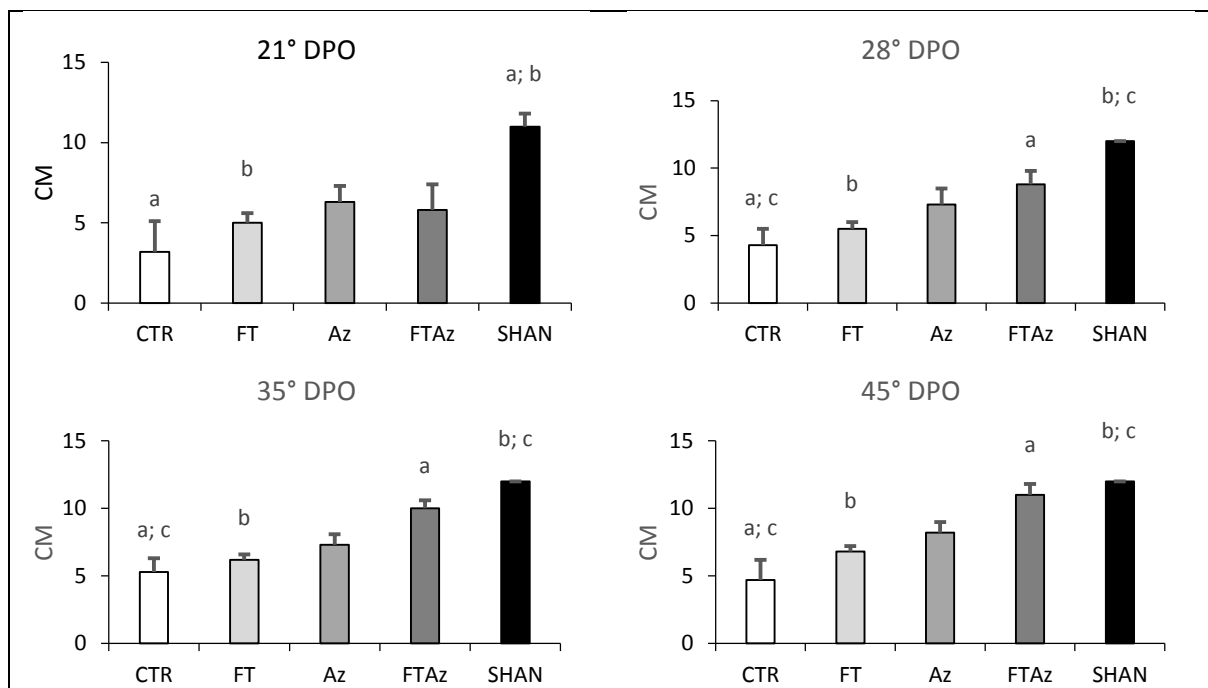 21° DPO
15
10
5
0
CM
a
b
a; b
CTR FT Az FTAz SHAN
28° DPO
15
10
5
0
CM
a; c
b
a
b; c
CTR FT Az FTAz SHAN
35° DPO
15
10
5
0
CM
a; c
b
a
b; c
CTR FT Az FTAz SHAN
45° DPO
15
10
5
0
CM
a; c
b
a
b; c
CTR FT Az FTAz SHAN